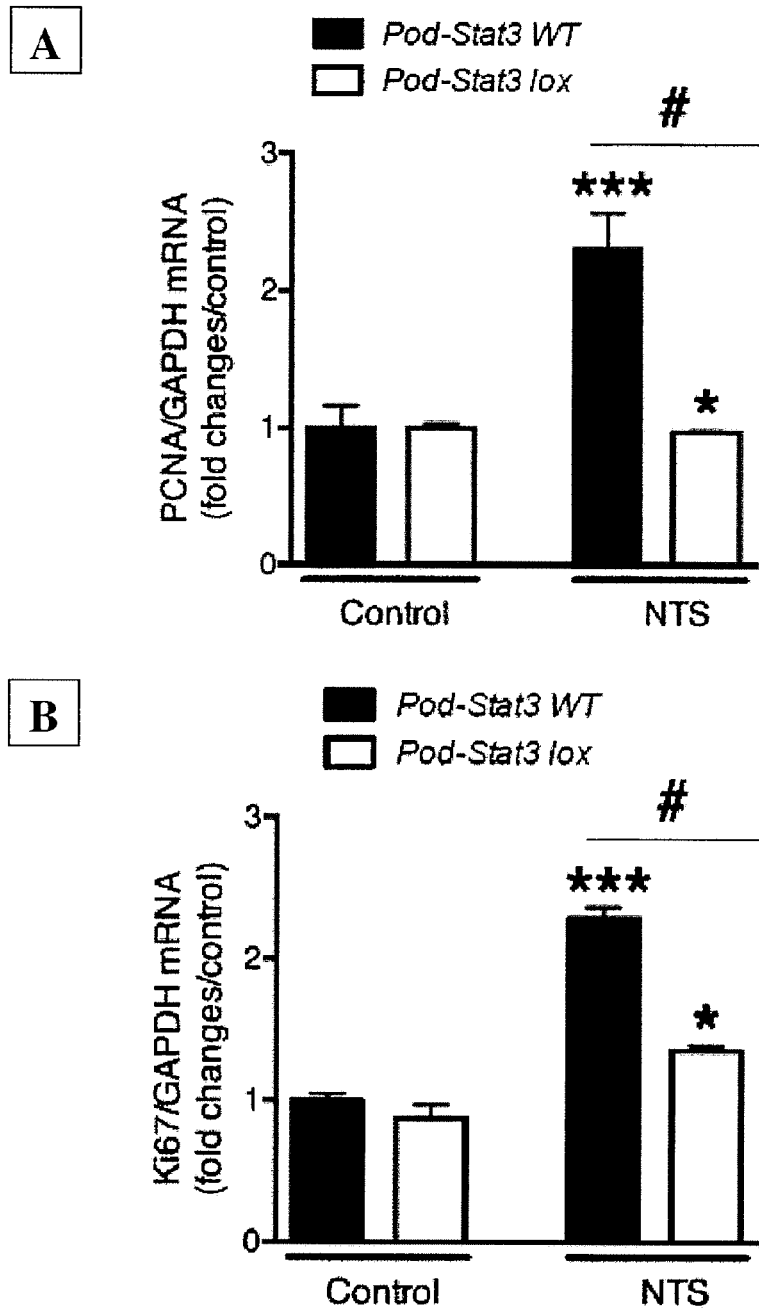 A
Pod-Stat3 WT
Pod-Stat3 lox
#
***
*
3
2
1
0
PCNA/GAPDH mRNA
(fold changes/control)
Control
NTS
B
Pod-Stat3 WT
Pod-Stat3 lox
#
***
*
3
2
1
0
Ki67/GAPDH mRNA
(fold changes/control)
Control
NTS